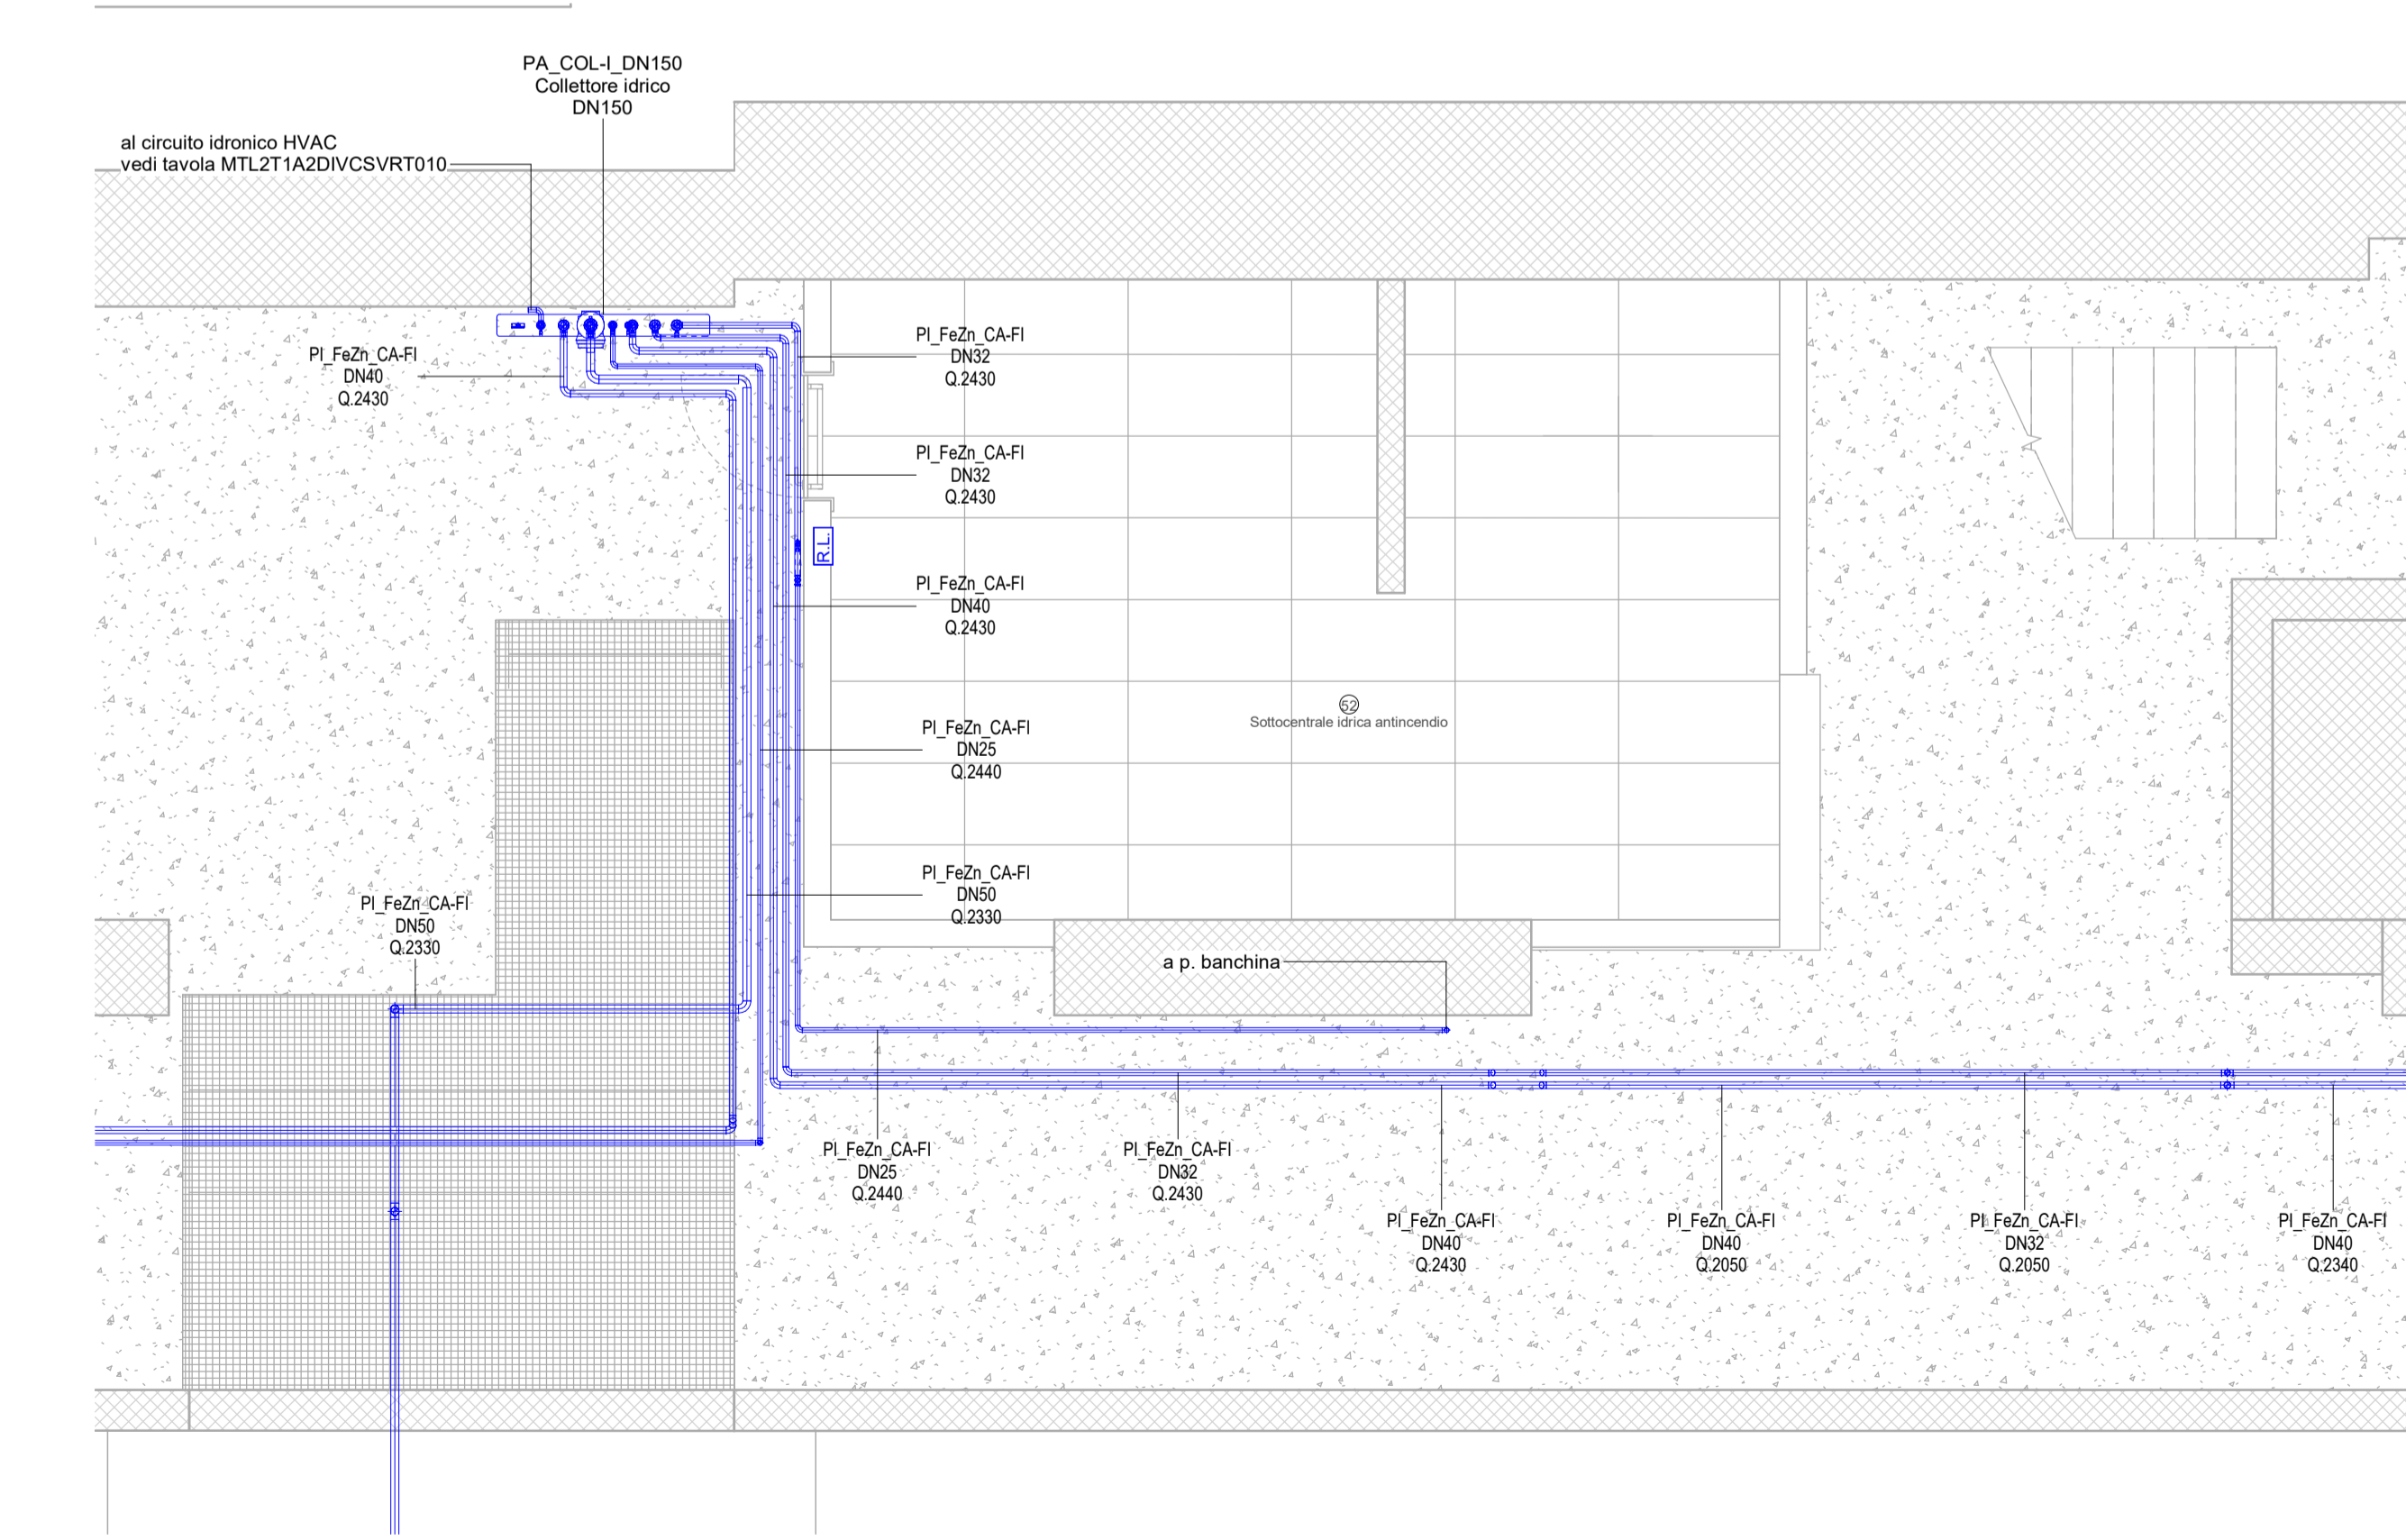 PA_COL-I_DN150
Collettore idrico
DN150
al circuito idronico HVAC
vedi tavola MTL2T1A2DIVCSVRT010
PI_FeZn_CA-FI
DN40
Q.2430
PI_FeZn_CA-FI
DN32
Q.2430
PI_FeZn_CA-FI
DN32
Q.2430
R.L.
PI_FeZn_CA-FI
DN40
Q.2430
52
Sottocentrale idrica antincendio
PI_FeZn_CA-FI
DN25
Q.2440
PI_FeZn_CA-FI
DN50
Q.2330
PI_FeZn_CA-FI
DN50
Q.2330
a p. banchina
PI_FeZn_CA-FI
DN25
Q.2440
PI_FeZn_CA-FI
DN32
Q.2430
PI_FeZn_CA-FI
DN40
Q.2430
PI_FeZn_CA-FI
DN40
Q.2050
PI_FeZn_CA-FI
DN32
Q.2050
PI_FeZn_CA-FI
DN40
Q.2340